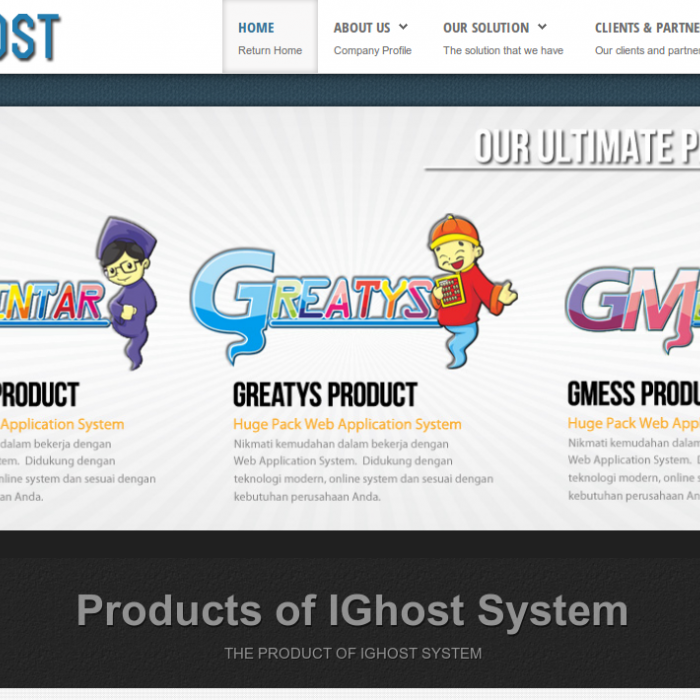 OST
HOME
Return Home
ABOUT US
Company Profile
OUR SOLUTION
The solution that we have
CLIENTS & PARTNE
Our clients and partner
OUR ULTIMATE P
INTAR
PRODUCT
Application System
dalam bekerja dengan
tem. Didukung dengan
nline system dan sesuai dengan
an Anda.
GREATYS
GREATYS PRODUCT
Huge Pack Web Application System
Nikmati kemudahan dalam bekerja dengan
Web Application System. Didukung dengan
teknologi modern, online system dan sesuai dengan
kebutuhan perusahaan Anda.
GM
GMESS PRODU
Huge Pack Web Appl
Nikmati kemudahan dalam
Web Application System. D
teknologi modern, online s
kebutuhan perusahaan An
Products of IGhost System
THE PRODUCT OF IGHOST SYSTEM